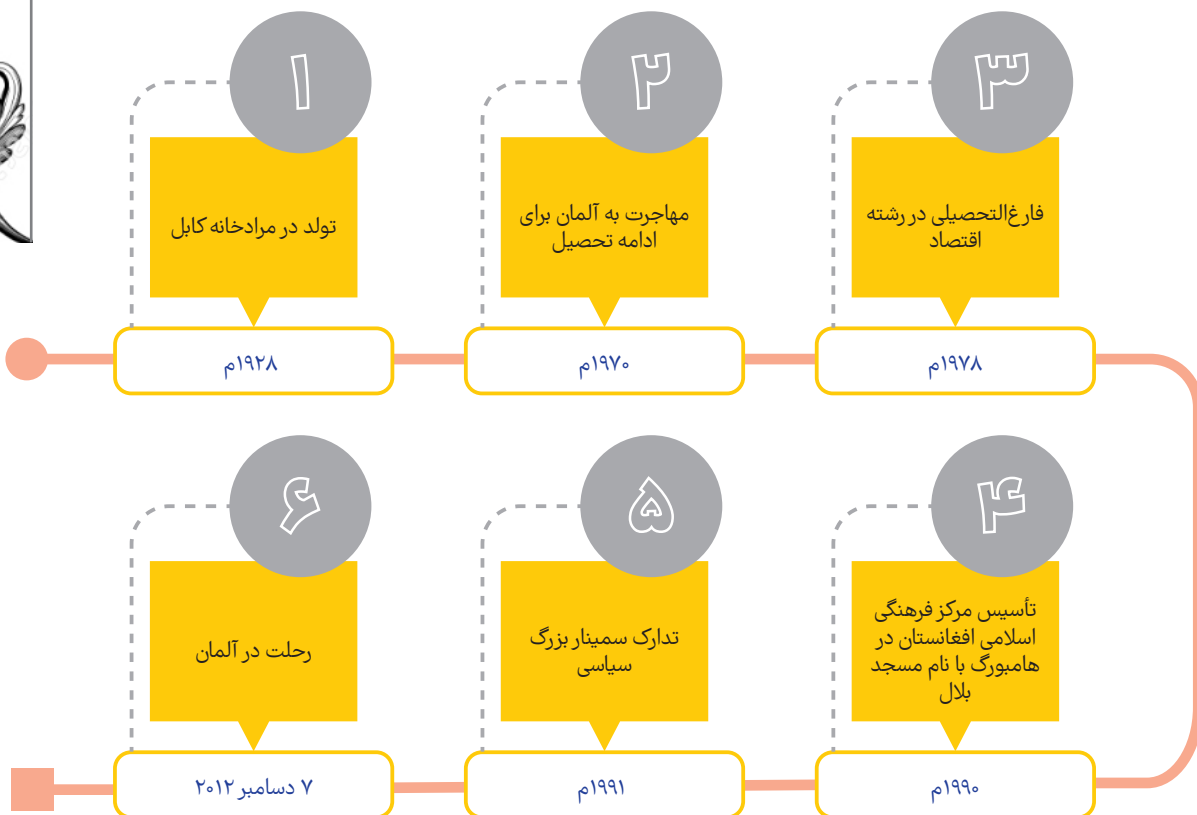 ۱
تولد در مرادخانه کابل
۱۹۲۸م
۲
مهاجرت به آلمان برای
ادامه تحصیل
۱۹۷۰م
۳
فارغ‌التحصیلی در رشته
اقتصاد
۱۹۷۸م
۴
تأسیس مرکز فرهنگی
اسلامی افغانستان در
هامبورگ با نام مسجد
بلال
۱۹۹۰م
۵
تدارک سمینار بزرگ
سیاسی
۱۹۹۱م
۶
رحلت در آلمان
۷ دسامبر ۲۰۱۲